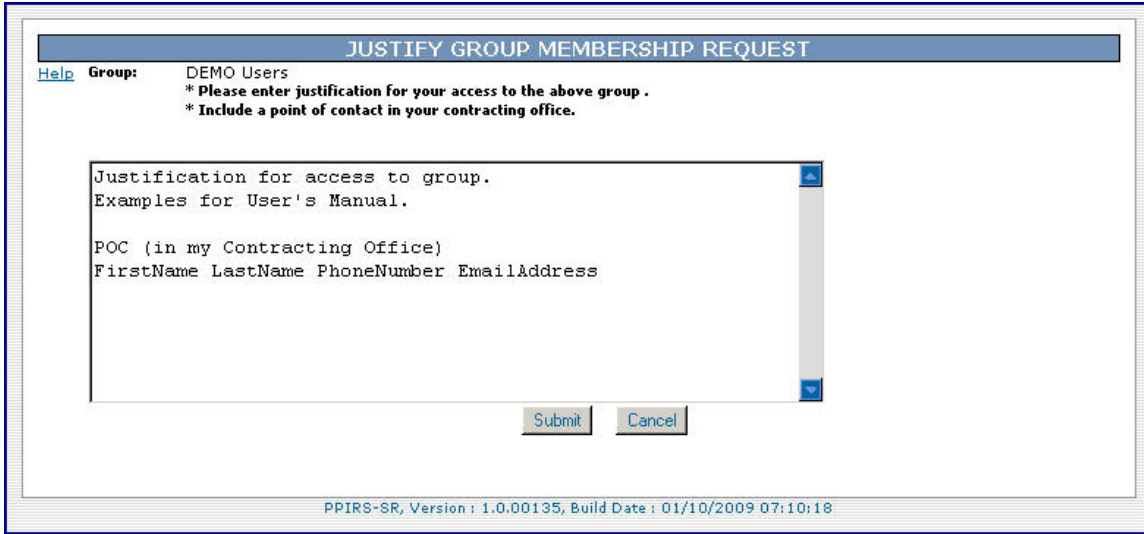 JUSTIFY GROUP MEMBERSHIP REQUEST
Help Group: DEMO Users
* Please enter justification for your access to the above group .
* Include a point of contact in your contracting office.
Justification for access to group.
Examples for User's Manual.
POC (in my Contracting Office)
FirstName LastName PhoneNumber EmailAddress
Submit Cancel
PPIRS-SR, Version : 1.0.00135, Build Date : 01/10/2009 07:10:18